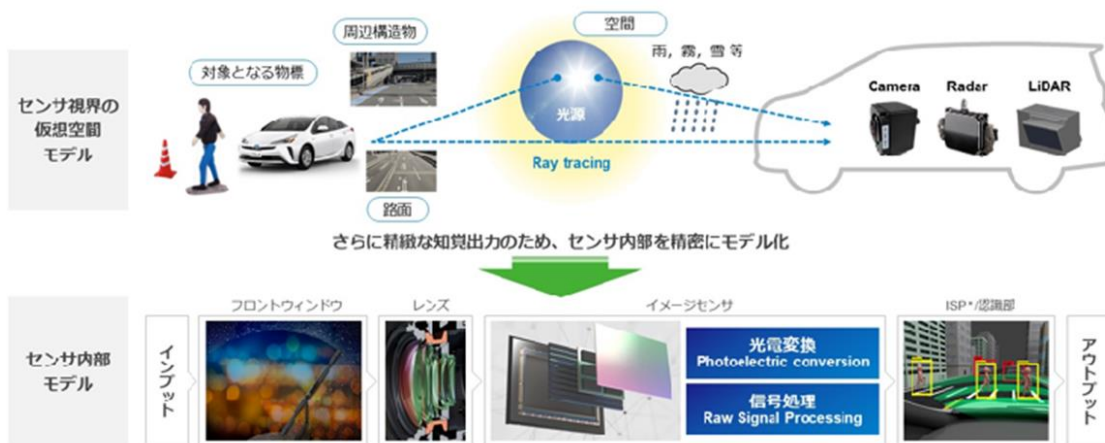 センサ視界の
仮想空間
モデル
対象となる物標
周辺構造物
路面
空間
光源
Ray tracing
雨, 霧, 雪 等
Camera
Radar
LiDAR
さらに精緻な知覚出力のため、センサ内部を精密にモデル化
センサ内部
モデル
インプット
フロントウィンドウ
レンズ
イメージセンサ
光電変換
Photoelectric conversion
信号処理
Raw Signal Processing
ISP*/認識部
アウトプット